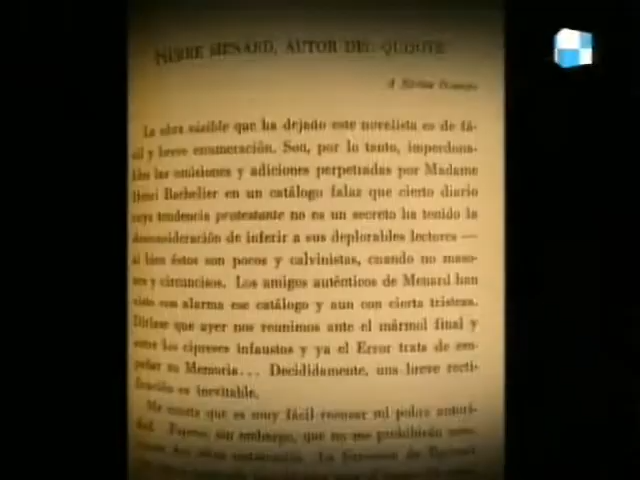 PIERRE MENARD, AUTOR DEL QUIJOTE
A Silvina Ocampo
La obra visible que ha dejado este novelista es de fá-
cil y breve enumeración. Son, por lo tanto, imperdona-
bles las omisiones y adiciones perpetradas por Madame
Henri Bachelier en un catálogo falaz que cierto diario
cuya tendencia protestante no es un secreto ha tenido la
desconsideración de inferir a sus deplorables lectores —
si bien éstos son pocos y calvinistas, cuando no maso-
nes y circuncisos. Los amigos auténticos de Menard han
visto con alarma ese catálogo y aun con cierta tristeza.
Diríase que ayer nos reunimos ante el mármol final y
entre los cipreses infaustos y ya el Error trata de em-
pañar su Memoria... Decididamente, una breve recti-
ficación es inevitable.
Me consta que es muy fácil recusar mi pobre autori-
dad. Espero, sin embargo, que no me prohibirán